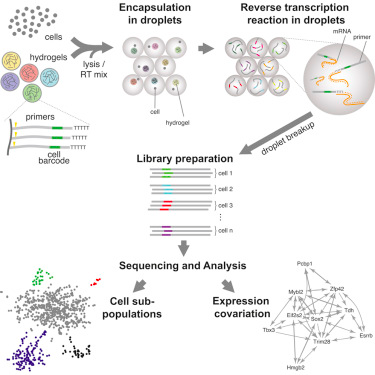 cells
hydrogels
lysis /
RT mix
primers
TTTTT
TTTTT
TTTTT
cell
barcode
Encapsulation
in droplets
cell
hydrogel
Reverse transcription
reaction in droplets
mRNA
primer
droplet breakup
Library preparation
cell 1
cell 2
cell 3
⋮
cell n
Sequencing and Analysis
Cell sub-
populations
Expression
covariation
Pcbp1
Mybl2
Zfp42
Eif2s2
Sox2
Tdh
Tbx3
Trim28
Esrrb
Hmgb2